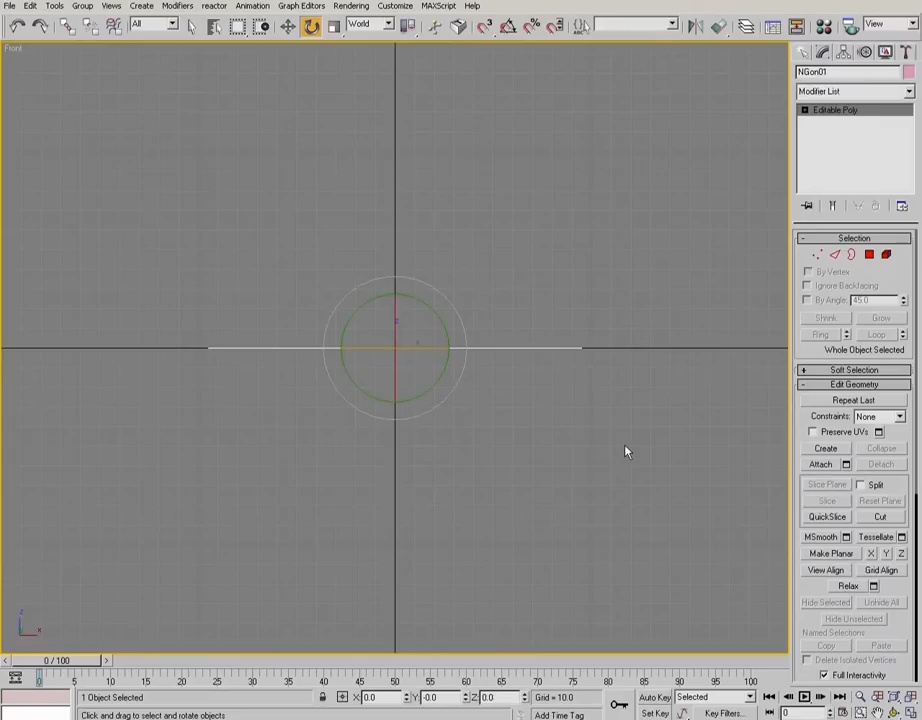 File Edit Tools Group Views Create Modifiers reactor Animation Graph Editors Rendering Customize MAXScript Help
All World View
Front
NGon01
Modifier List
Editable Poly
- Selection
By Vertex
Ignore Backfacing
By Angle: 45.0
Shrink Grow
Ring Loop
Whole Object Selected
+ Soft Selection
- Edit Geometry
Repeat Last
Constraints: None
Preserve UVs
Create Collapse
Attach Detach
Slice Plane Split
Slice Reset Plane
QuickSlice Cut
MSmooth Tessellate
Make Planar X Y Z
View Align Grid Align
Relax
Hide Selected Unhide All
Hide Unselected
Named Selections
Copy Paste
Delete Isolated Vertices
Full Interactivity
z
x
< 0 / 100 >
0 5 10 15 20 25 30 35 40 45 50 55 60 65 70 75 80 85 90 95 100
1 Object Selected X: 0.0 Y: -0.0 Z: 0.0 Grid = 10.0 Auto Key Selected
Click and drag to select and rotate objects Add Time Tag Set Key Key Filters... 0